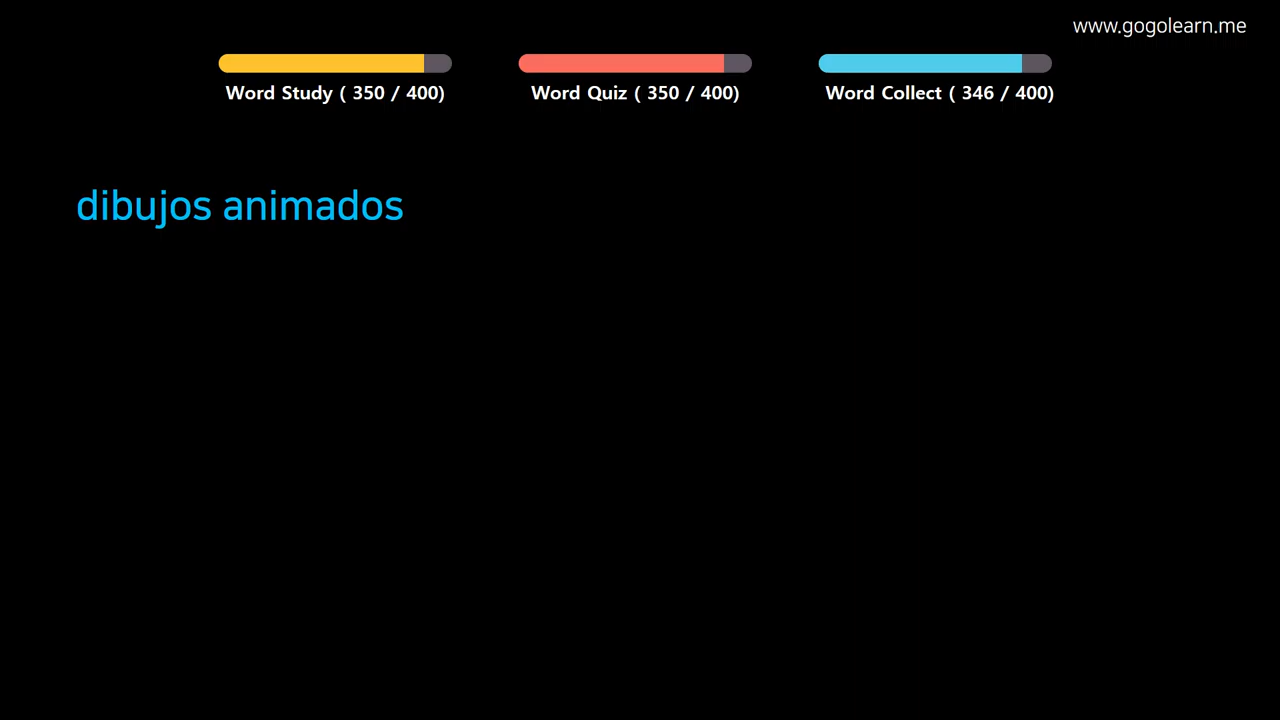 www.gogolearn.me
Word Study ( 350 / 400)
Word Quiz ( 350 / 400)
Word Collect ( 346 / 400)
dibujos animados